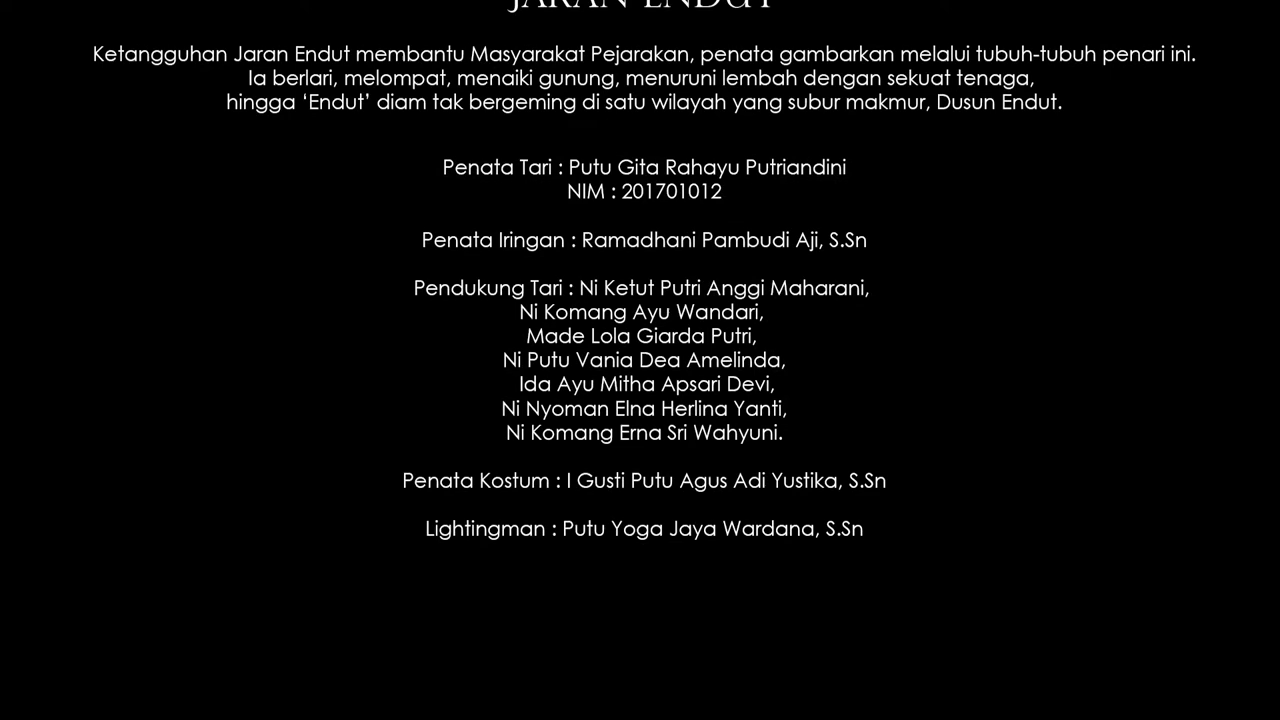 JARAN ENDUT
Ketangguhan Jaran Endut membantu Masyarakat Pejarakan, penata gambarkan melalui tubuh-tubuh penari ini.
Ia berlari, melompat, menaiki gunung, menuruni lembah dengan sekuat tenaga,
hingga ‘Endut’ diam tak bergeming di satu wilayah yang subur makmur, Dusun Endut.
Penata Tari : Putu Gita Rahayu Putriandini
NIM : 201701012
Penata Iringan : Ramadhani Pambudi Aji, S.Sn
Pendukung Tari : Ni Ketut Putri Anggi Maharani,
Ni Komang Ayu Wandari,
Made Lola Giarda Putri,
Ni Putu Vania Dea Amelinda,
Ida Ayu Mitha Apsari Devi,
Ni Nyoman Elna Herlina Yanti,
Ni Komang Erna Sri Wahyuni.
Penata Kostum : I Gusti Putu Agus Adi Yustika, S.Sn
Lightingman : Putu Yoga Jaya Wardana, S.Sn